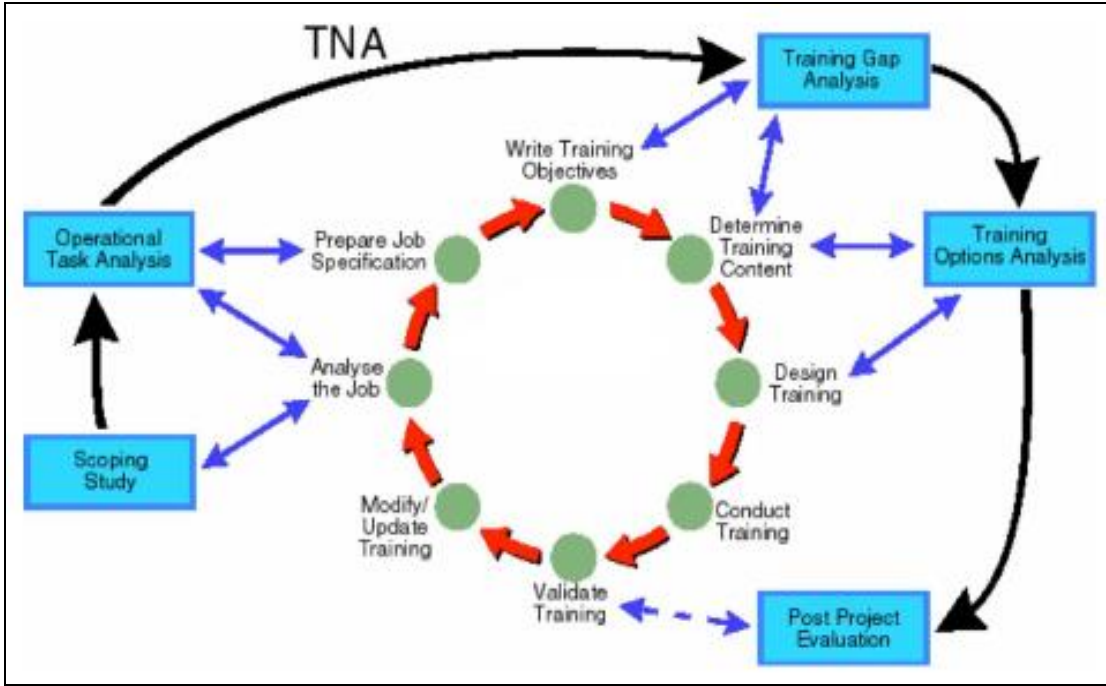 TNA
Training Gap
Analysis
Write Training
Objectives
Operational
Task Analysis
Prepare Job
Specification
Determine
Training
Content
Training
Options Analysis
Analyse
the Job
Design
Training
Scoping
Study
Modify/
Update
Training
Conduct
Training
Validate
Training
Post Project
Evaluation